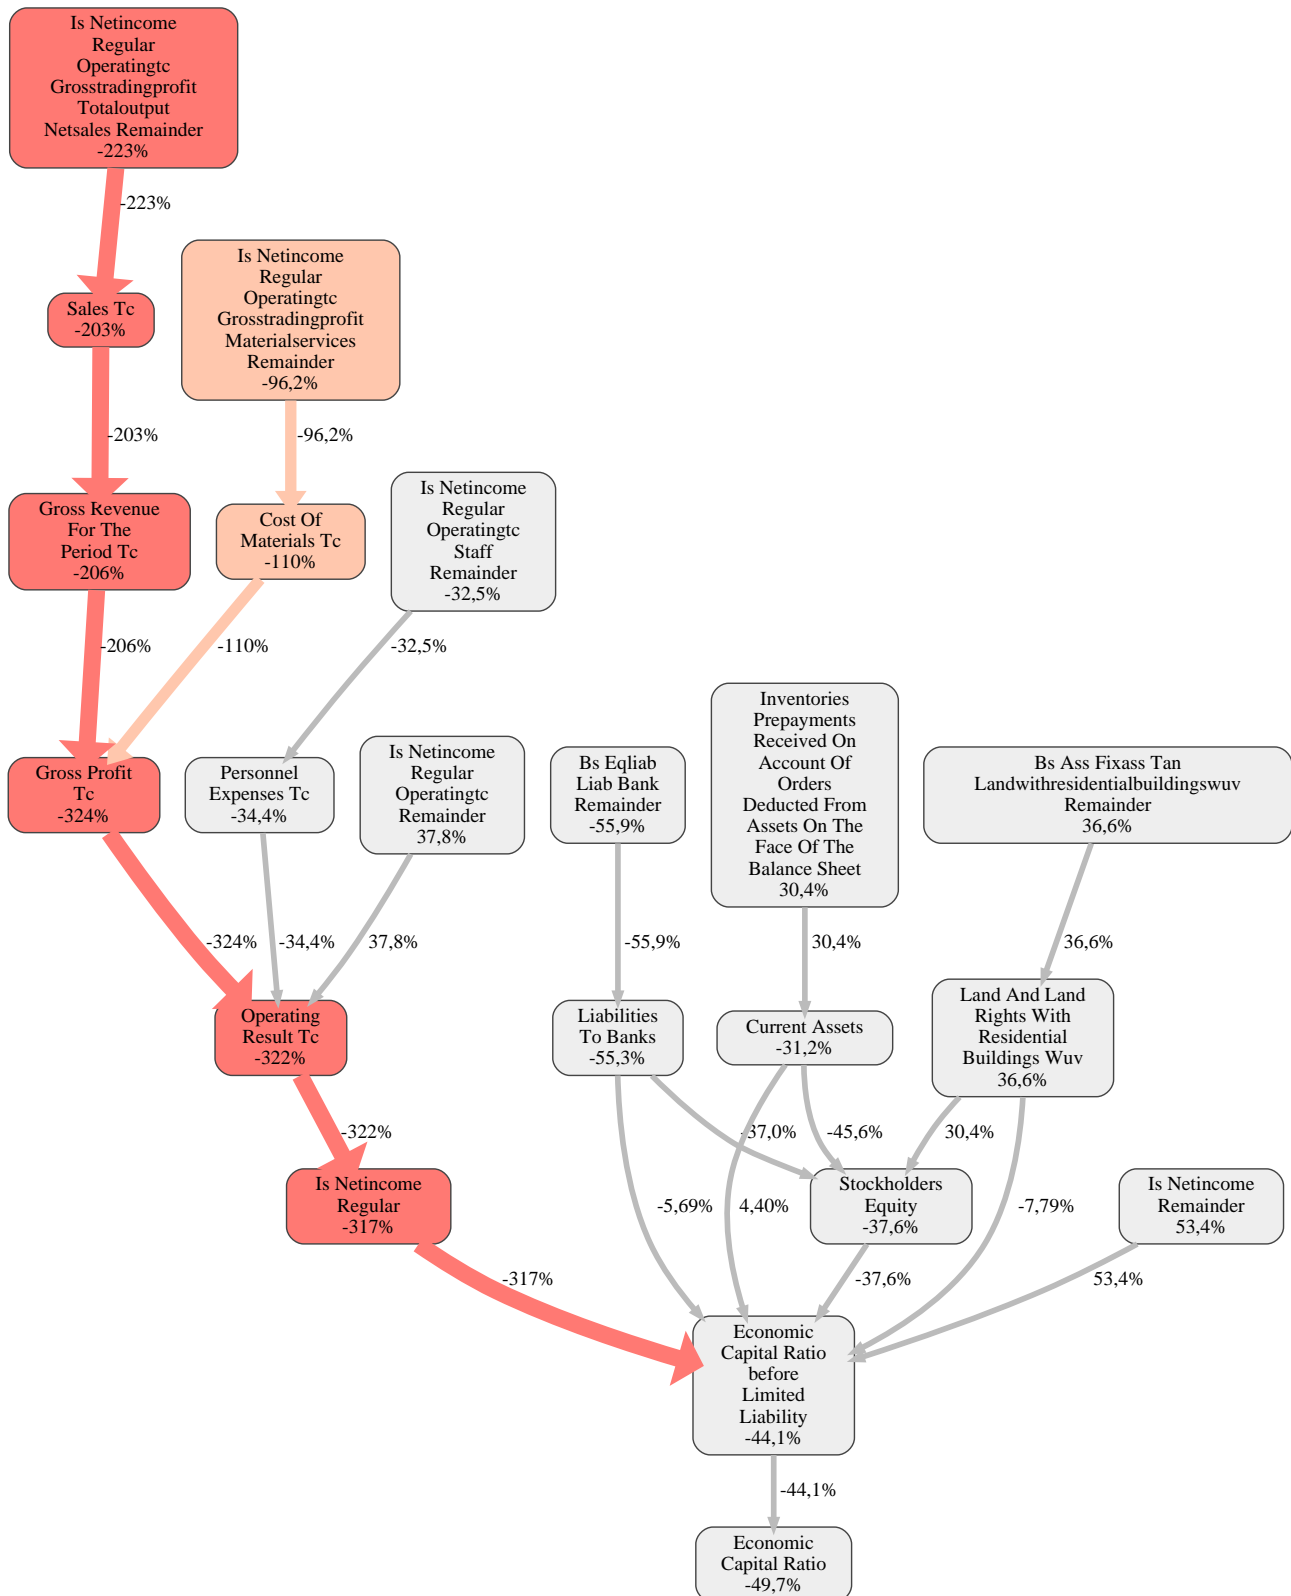 Is Netincome
Regular
Operatingtc
Grosstradingprofit
Totaloutput
Netsales Remainder
-223%
-223%
Sales Tc
-203%
Is Netincome
Regular
Operatingtc
Grosstradingprofit
Materialservices
Remainder
-96,2%
-203%
-96,2%
Gross Revenue
For The
Period Tc
-206%
Cost Of
Materials Tc
-110%
Is Netincome
Regular
Operatingtc
Staff
Remainder
-32,5%
-206%
-110%
-32,5%
Gross Profit
Tc
-324%
Personnel
Expenses Tc
-34,4%
Is Netincome
Regular
Operatingtc
Remainder
37,8%
Bs Eqliab
Liab Bank
Remainder
-55,9%
Inventories
Prepayments
Received On
Account Of
Orders
Deducted From
Assets On The
Face Of The
Balance Sheet
30,4%
Bs Ass Fixass Tan
Landwithresidentialbuildingswuv
Remainder
36,6%
-324%
-34,4%
37,8%
-55,9%
30,4%
36,6%
Operating
Result Tc
-322%
Liabilities
To Banks
-55,3%
Current Assets
-31,2%
Land And Land
Rights With
Residential
Buildings Wuv
36,6%
-322%
-37,0%
-45,6%
30,4%
Is Netincome
Regular
-317%
-5,69%
4,40%
Stockholders
Equity
-37,6%
-7,79%
Is Netincome
Remainder
53,4%
-317%
-37,6%
53,4%
Economic
Capital Ratio
before
Limited
Liability
-44,1%
-44,1%
Economic
Capital Ratio
-49,7%